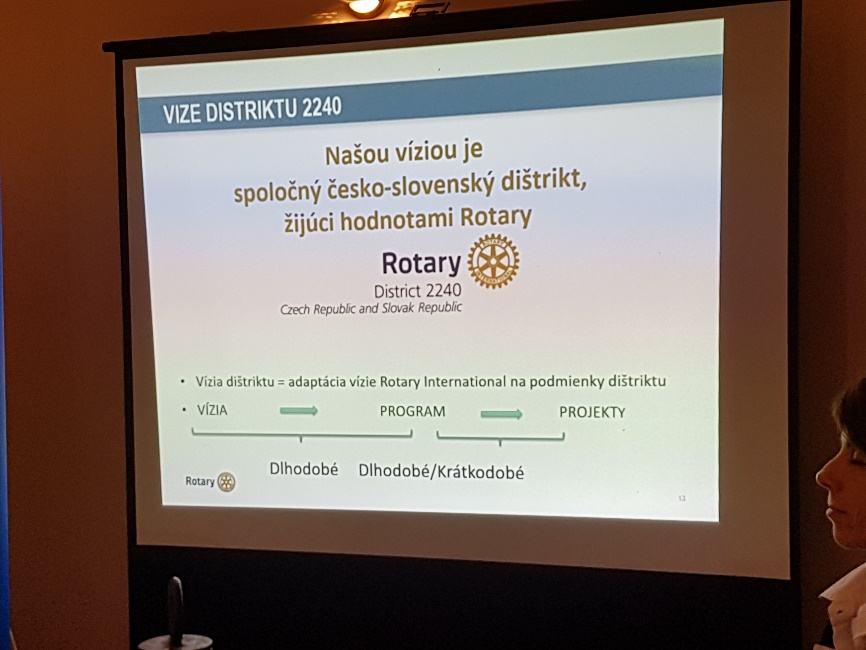 VIZE DISTRIKTU 2240
Našou víziou je
spoločný česko-slovenský dištrikt,
žijúci hodnotami Rotary
Rotary
District 2240
Czech Republic and Slovak Republic
• Vízia dištriktu = adaptácia vízie Rotary International na podmienky dištriktu
• VÍZIA PROGRAM PROJEKTY
Dlhodobé Dlhodobé/Krátkodobé
Rotary
13